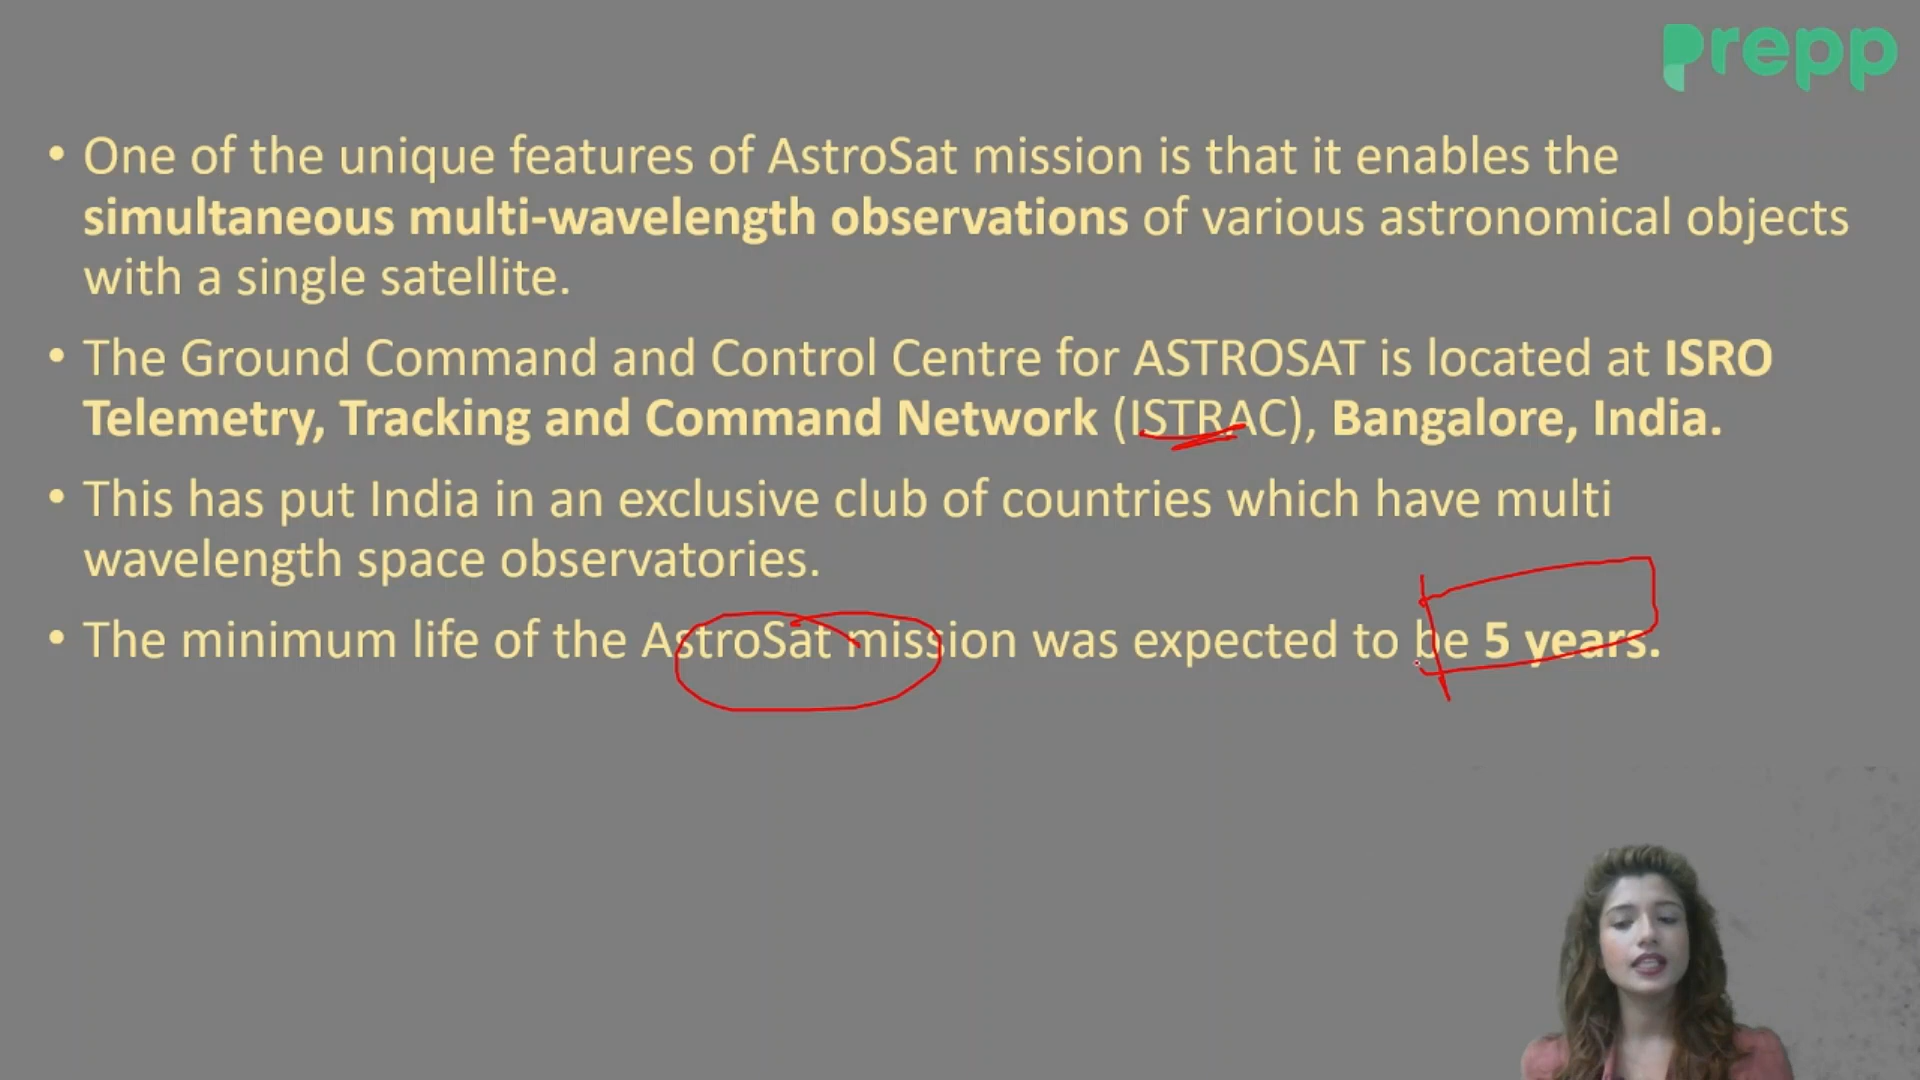 prepp
• One of the unique features of AstroSat mission is that it enables the
simultaneous multi-wavelength observations of various astronomical objects
with a single satellite.
• The Ground Command and Control Centre for ASTROSAT is located at ISRO
Telemetry, Tracking and Command Network (ISTRAC), Bangalore, India.
• This has put India in an exclusive club of countries which have multi
wavelength space observatories.
• The minimum life of the AstroSat mission was expected to be 5 years.